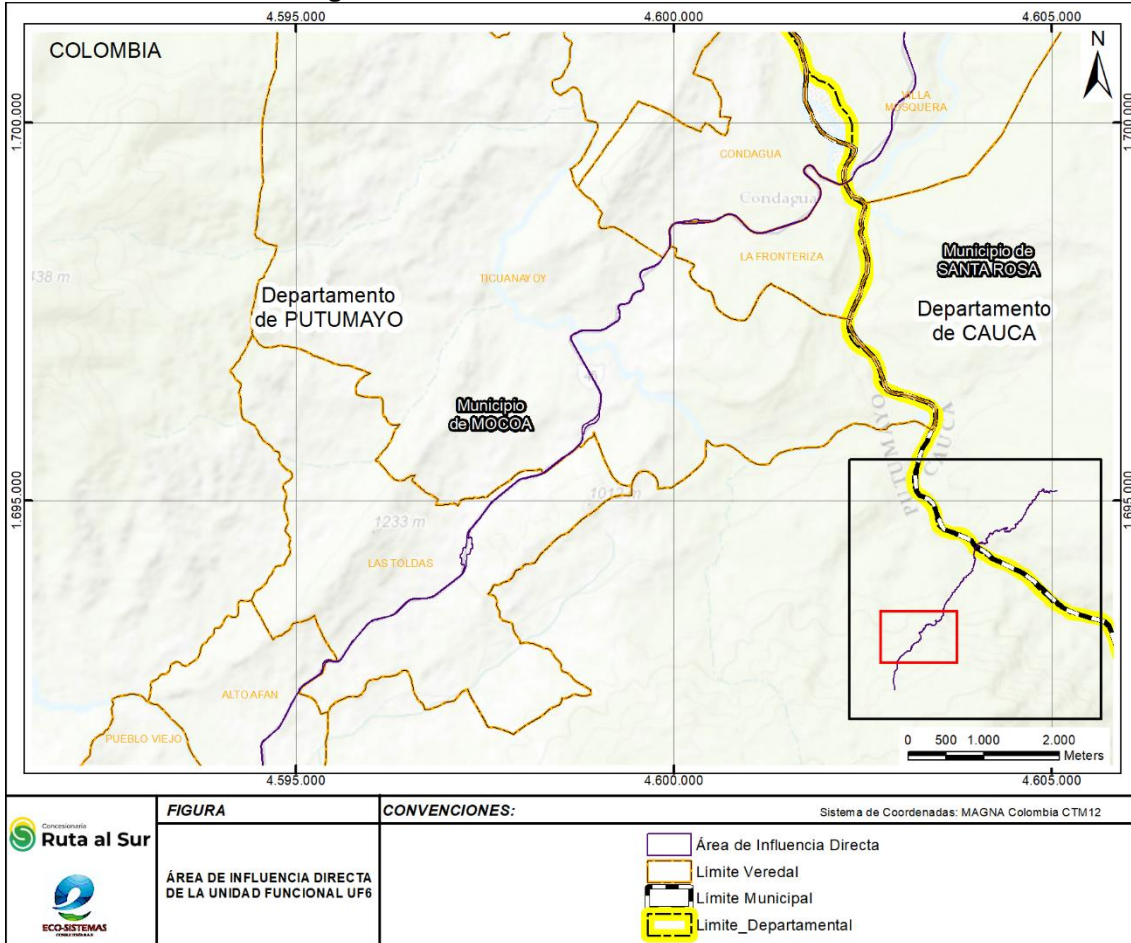 4.595.000
4.600.000
4.605.000
COLOMBIA
N
VILLA
MOSQUERA
1.700.000
1.700.000
CONDAGUA
Condagua
LA FRONTERIZA
Municipio de
SANTA ROSA
TICUANAYOY
438 m
Departamento
de PUTUMAYO
Departamento
de CAUCA
45
Municipio
de MOCOA
PUTUMAYO
CAUCA
1.695.000
1.695.000
1233 m
LAS TOLDAS
ALTO AFAN
PUEBLO VIEJO
0 500 1.000 2.000
Meters
4.595.000
4.600.000
4.605.000
Concesionaria
Ruta al Sur
ECO-SISTEMAS
FIGURA
ÁREA DE INFLUENCIA DIRECTA
DE LA UNIDAD FUNCIONAL UF6
CONVENCIONES:
Sistema de Coordenadas: MAGNA Colombia CTM12
Área de Influencia Directa
Límite Veredal
Límite Municipal
Limite_Departamental